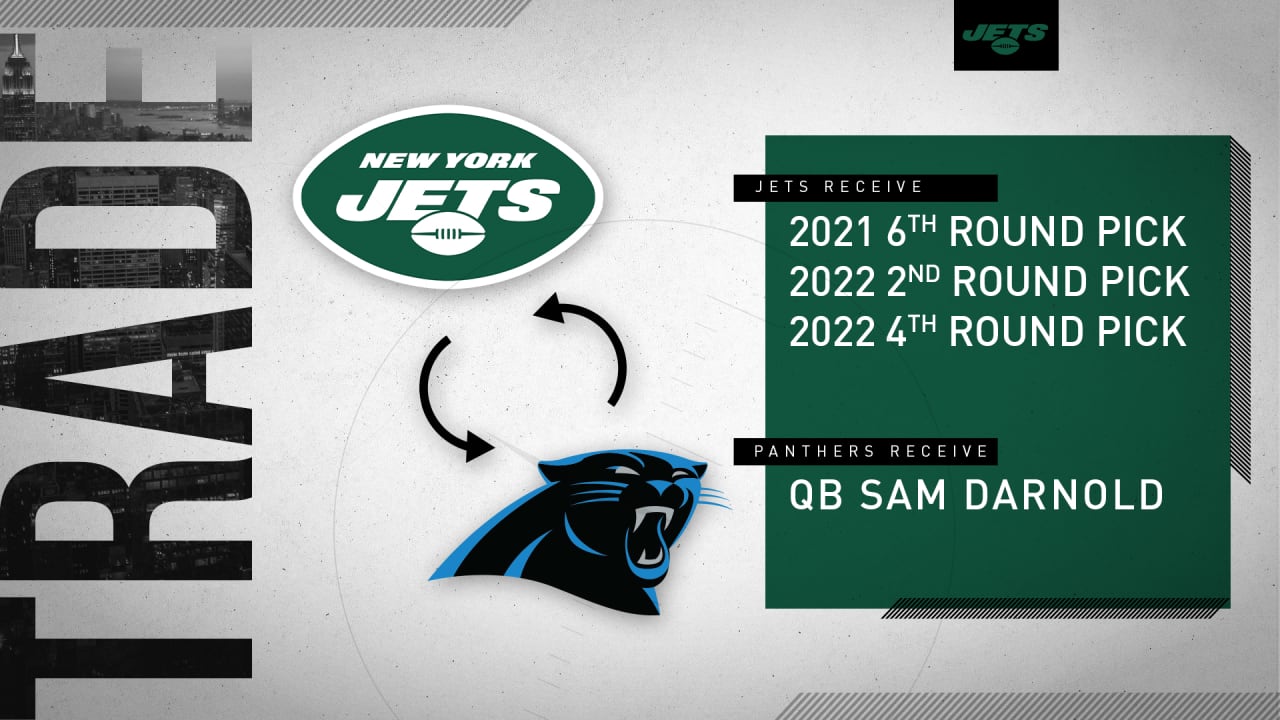 TRADE
JETS
NEW YORK
JETS
JETS RECEIVE
2021 6TH ROUND PICK
2022 2ND ROUND PICK
2022 4TH ROUND PICK
PANTHERS RECEIVE
QB SAM DARNOLD